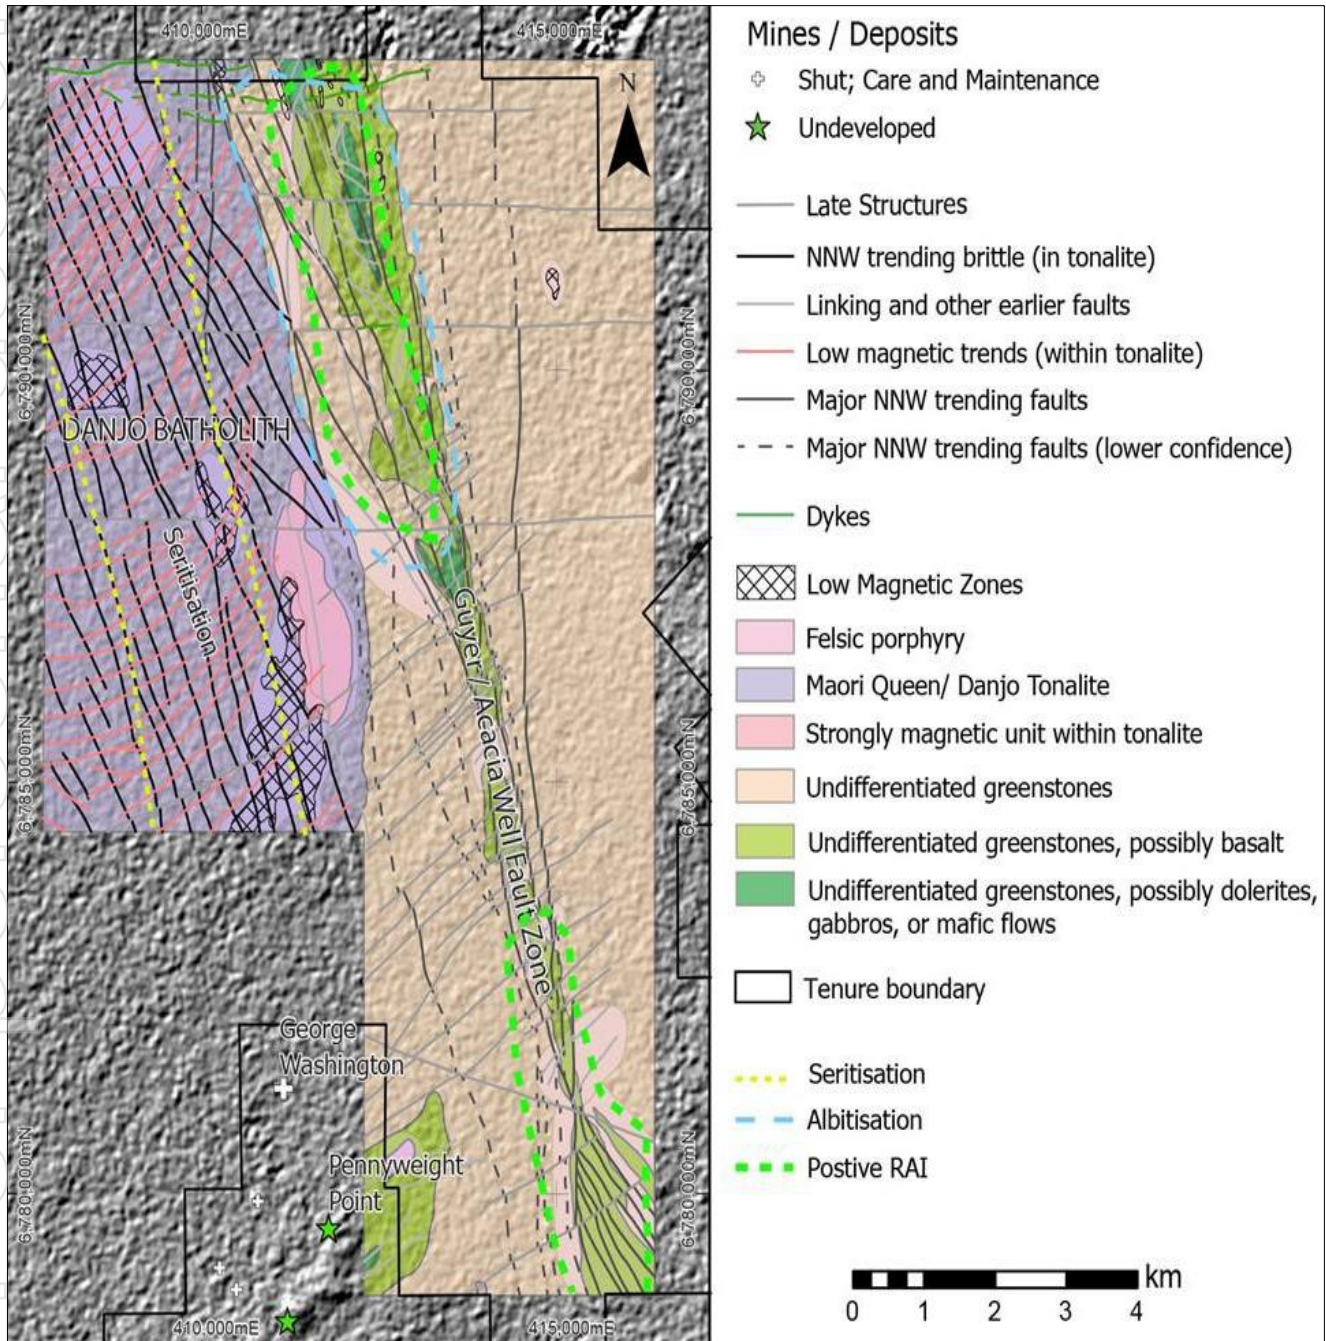 410,000mE
415,000mE
N
6,790,000mN
6,790,000mN
DANJO BATHOLITH
Seritisation
Guyer / Acacia Well Fault Zone
6,785,000mN
6,785,000mN
George
Washington
Pennyweight
Point
6,780,000mN
6,780,000mN
410,000mE
415,000mE
Mines / Deposits
Shut; Care and Maintenance
Undeveloped
Late Structures
NNW trending brittle (in tonalite)
Linking and other earlier faults
Low magnetic trends (within tonalite)
Major NNW trending faults
Major NNW trending faults (lower confidence)
Dykes
Low Magnetic Zones
Felsic porphyry
Maori Queen/ Danjo Tonalite
Strongly magnetic unit within tonalite
Undifferentiated greenstones
Undifferentiated greenstones, possibly basalt
Undifferentiated greenstones, possibly dolerites,
gabbros, or mafic flows
Tenure boundary
Seritisation
Albitisation
Postive RAI
km
0 1 2 3 4